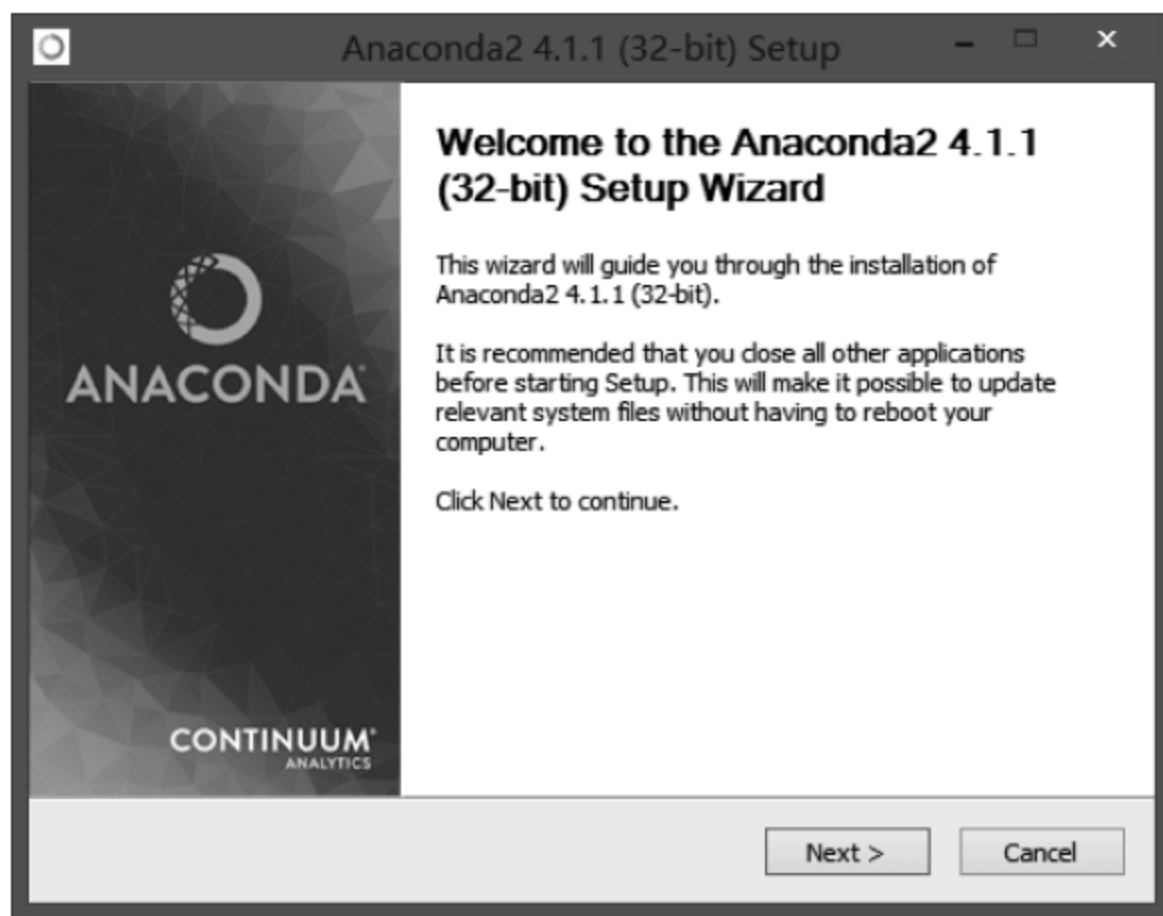 Anaconda2 4.1.1 (32-bit) Setup
Welcome to the Anaconda2 4.1.1
(32-bit) Setup Wizard
This wizard will guide you through the installation of
Anaconda2 4.1.1 (32-bit).
It is recommended that you close all other applications
before starting Setup. This will make it possible to update
relevant system files without having to reboot your
computer.
Click Next to continue.
ANACONDA
CONTINUUM
ANALYTICS
Next >
Cancel